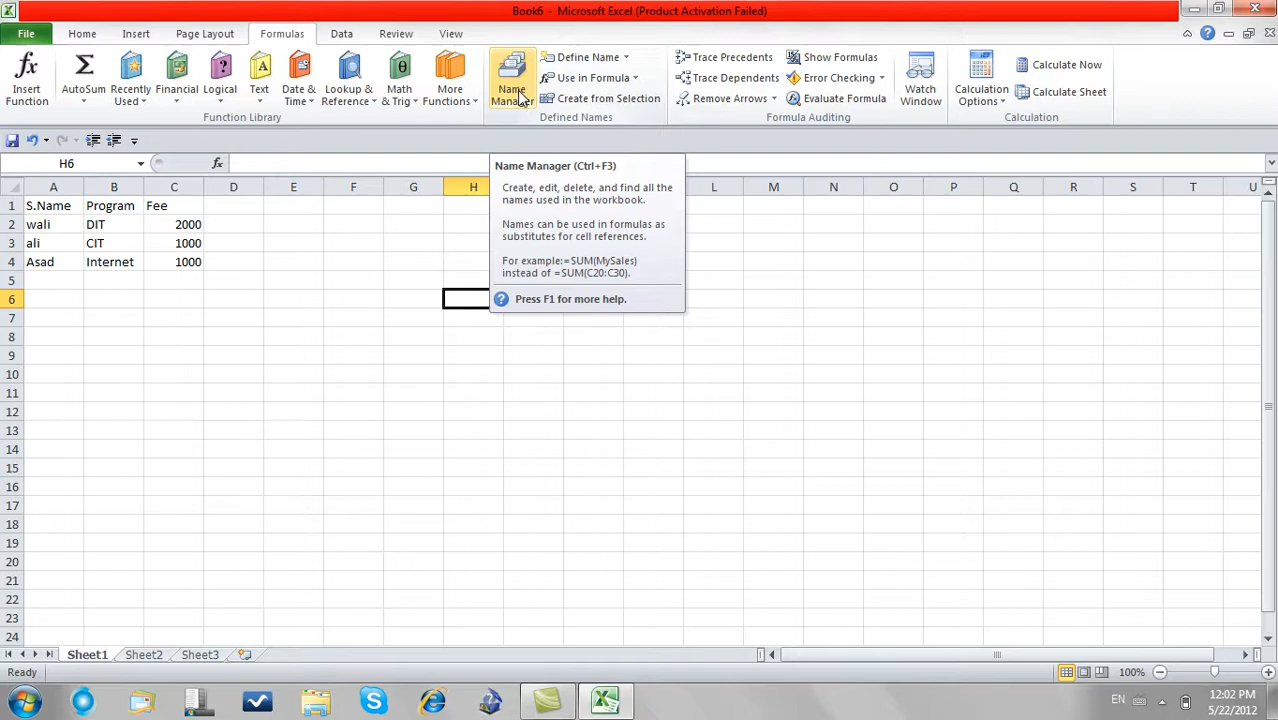 Book6 - Microsoft Excel (Product Activation Failed)
File Home Insert Page Layout Formulas Data Review View
Insert Function
AutoSum
Recently Used
Financial
Logical
Text
Date & Time
Lookup & Reference
Math & Trig
More Functions
Function Library
Name Manager
Define Name
Use in Formula
Create from Selection
Defined Names
Trace Precedents
Trace Dependents
Remove Arrows
Show Formulas
Error Checking
Evaluate Formula
Formula Auditing
Watch Window
Calculation Options
Calculate Now
Calculate Sheet
Calculation
H6 fx
Name Manager (Ctrl+F3)
Create, edit, delete, and find all the
names used in the workbook.
Names can be used in formulas as
substitutes for cell references.
For example:=SUM(MySales)
instead of =SUM(C20:C30).
Press F1 for more help.
A B C D E F G H L M N O P Q R S T U
1 S.Name Program Fee
2 wali DIT 2000
3 ali CIT 1000
4 Asad Internet 1000
5
6
7
8
9
10
11
12
13
14
15
16
17
18
19
20
21
22
23
24
Sheet1 Sheet2 Sheet3
Ready 100%
EN 12:02 PM
5/22/2012